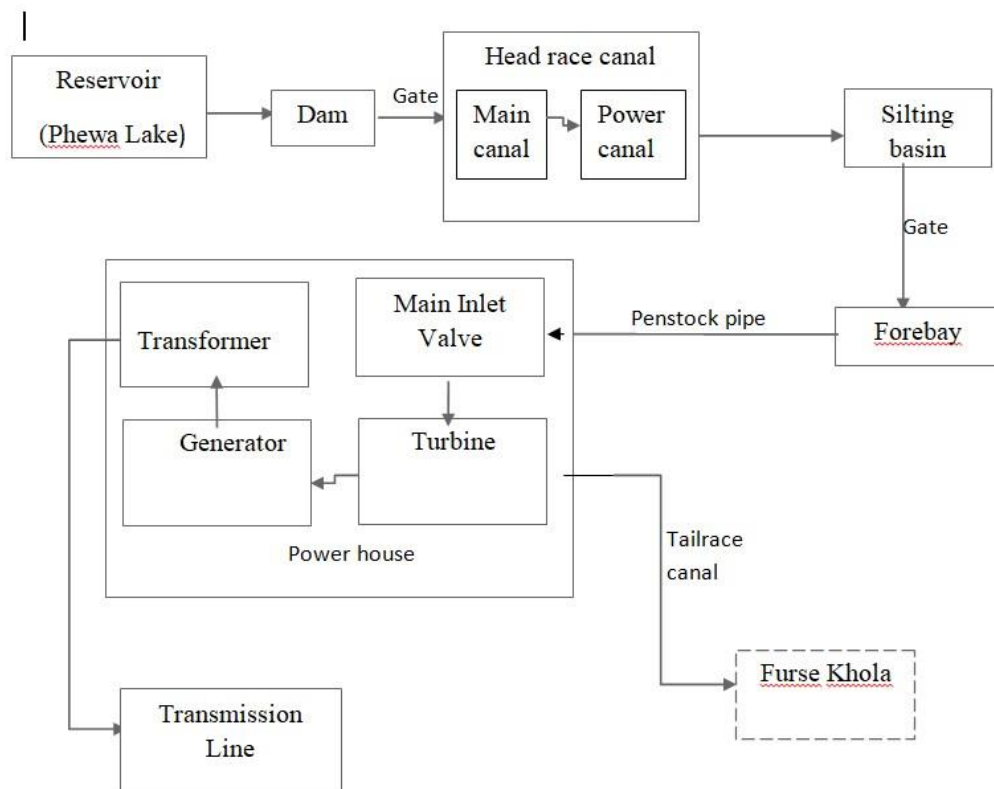 Reservoir
(Phewa Lake)
Dam
Gate
Head race canal
Main
canal
Power
canal
Silting
basin
Gate
Forebay
Penstock pipe
Main Inlet
Valve
Transformer
Generator
Turbine
Power house
Tailrace
canal
Furse Khola
Transmission
Line